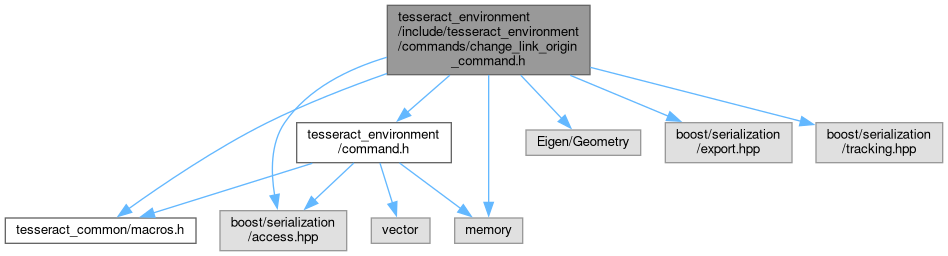 tesseract_environment
/include/tesseract_environment
/commands/change_link_origin
_command.h
tesseract_environment
/command.h
Eigen/Geometry
boost/serialization
/export.hpp
boost/serialization
/tracking.hpp
tesseract_common/macros.h
boost/serialization
/access.hpp
vector
memory